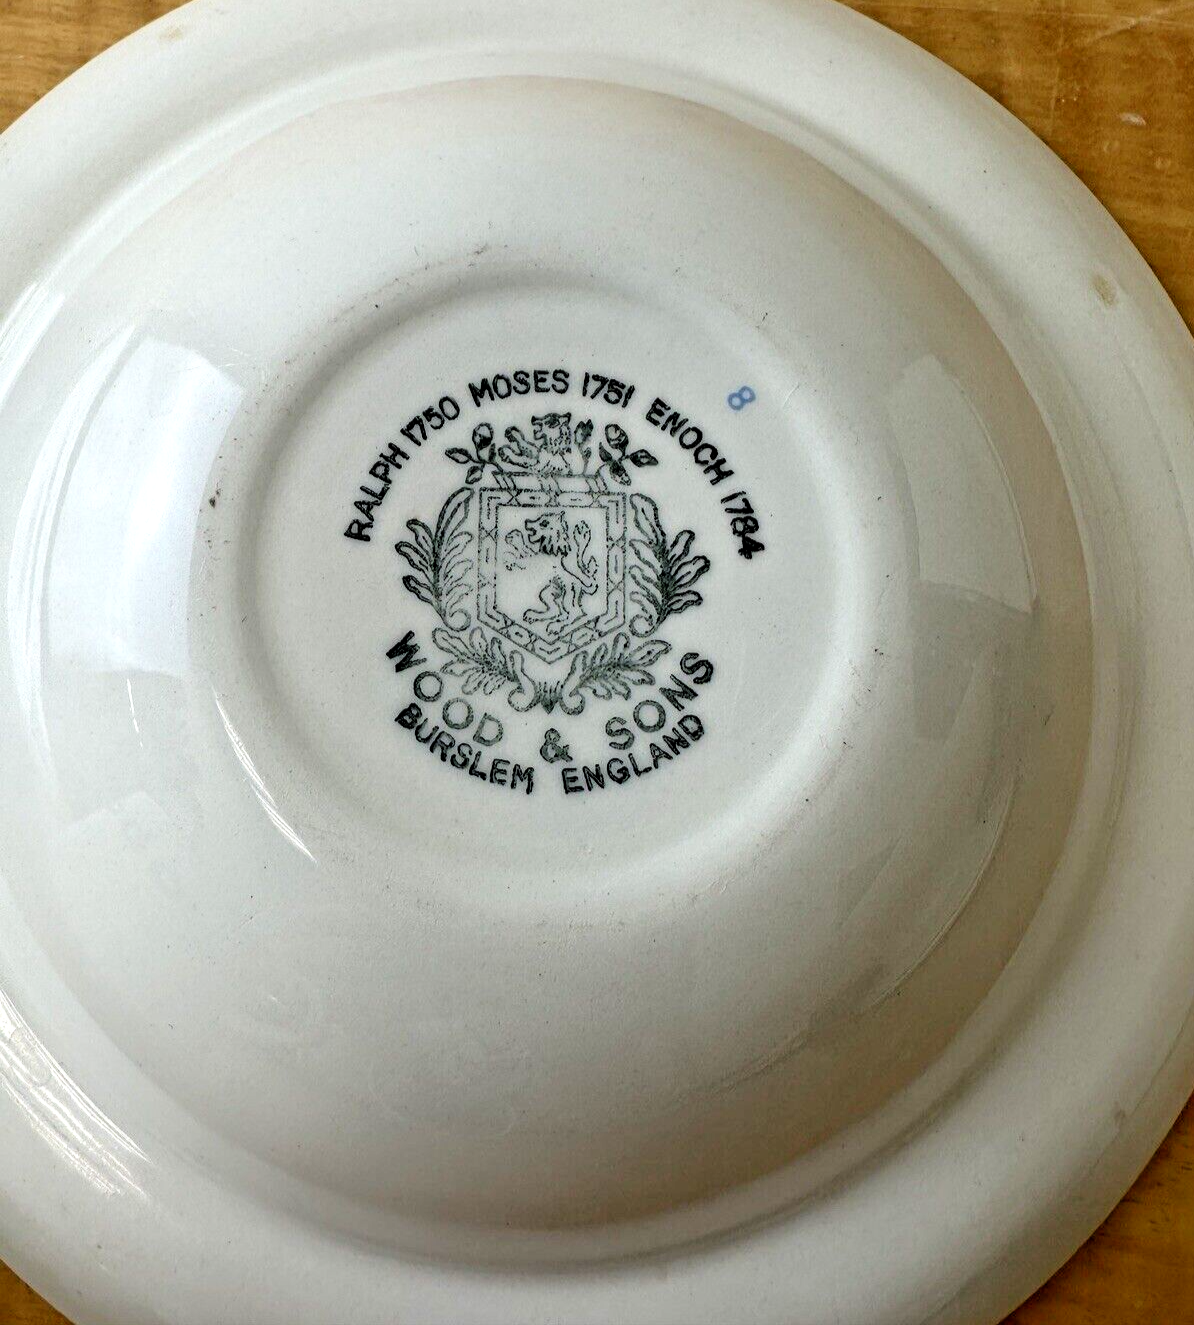 RALPH 1750 MOSES 1751 ENOCH 1784
8
WOOD & SONS
BURSLEM ENGLAND